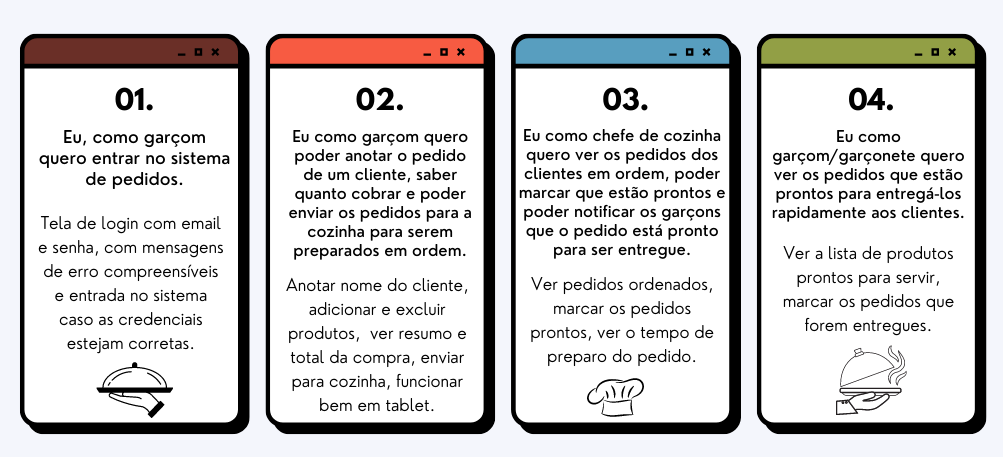 01.
Eu, como garçom
quero entrar no sistema
de pedidos.
Tela de login com email
e senha, com mensagens
de erro compreensíveis
e entrada no sistema
caso as credenciais
estejam corretas.
02.
Eu como garçom quero
poder anotar o pedido
de um cliente, saber
quanto cobrar e poder
enviar os pedidos para a
cozinha para serem
preparados em ordem.
Anotar nome do cliente,
adicionar e excluir
produtos, ver resumo e
total da compra, enviar
para cozinha, funcionar
bem em tablet.
03.
Eu como chefe de cozinha
quero ver os pedidos dos
clientes em ordem, poder
marcar que estão prontos e
poder notificar os garçons
que o pedido está pronto
para ser entregue.
Ver pedidos ordenados,
marcar os pedidos
prontos, ver o tempo de
preparo do pedido.
04.
Eu como
garçom/garçonete quero
ver os pedidos que estão
prontos para entregá-los
rapidamente aos clientes.
Ver a lista de produtos
prontos para servir,
marcar os pedidos que
forem entregues.